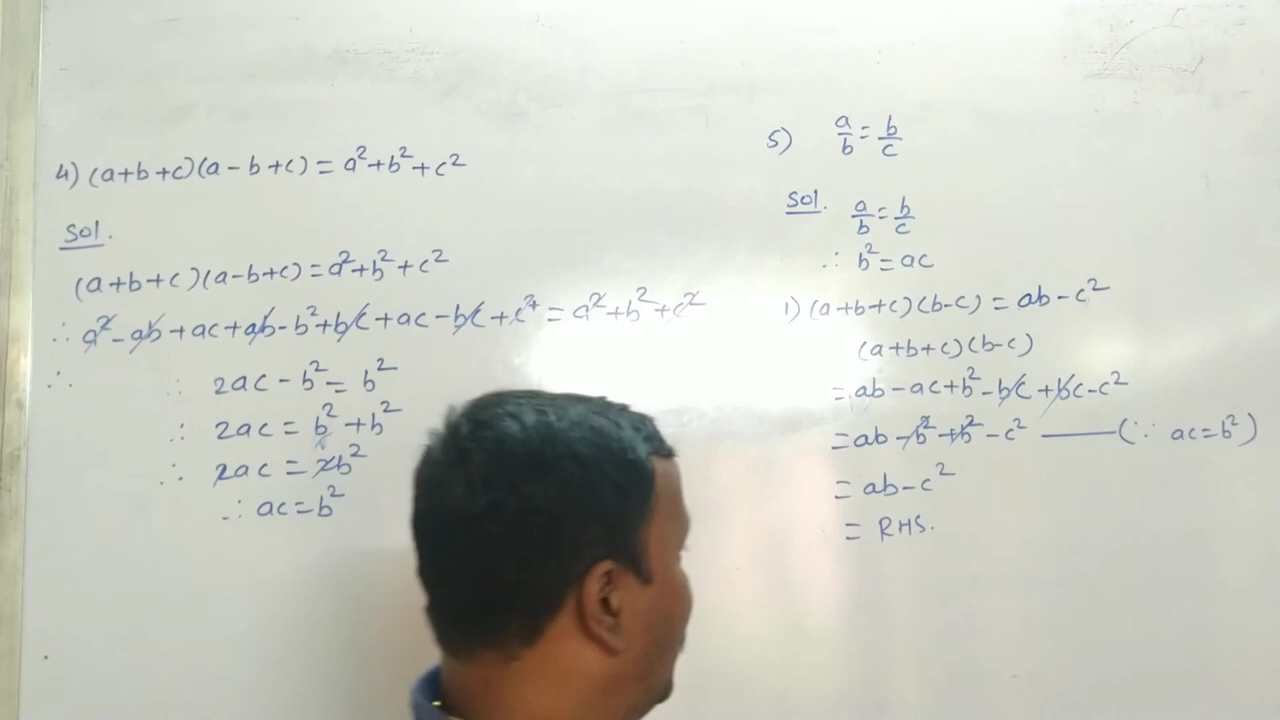 4) (a+b+c)(a-b+c) = a²+b²+c²
Sol.
(a+b+c)(a-b+c) = a²+b²+c²
∴ a²-ab+ac+ab-b²+bc+ac-bc+c² = a²+b²+c²
∴ ∴ 2ac-b² = b²
∴ 2ac = b²+b²
∴ 2ac = 2b²
∴ ac=b²
5) a/b = b/c
Sol. a/b = b/c
∴ b²=ac
1) (a+b+c)(b-c) = ab-c²
(a+b+c)(b-c)
= ab-ac+b²-bc+bc-c²
= ab-b²+b²-c² —— (∵ ac=b²)
= ab-c²
= RHS.